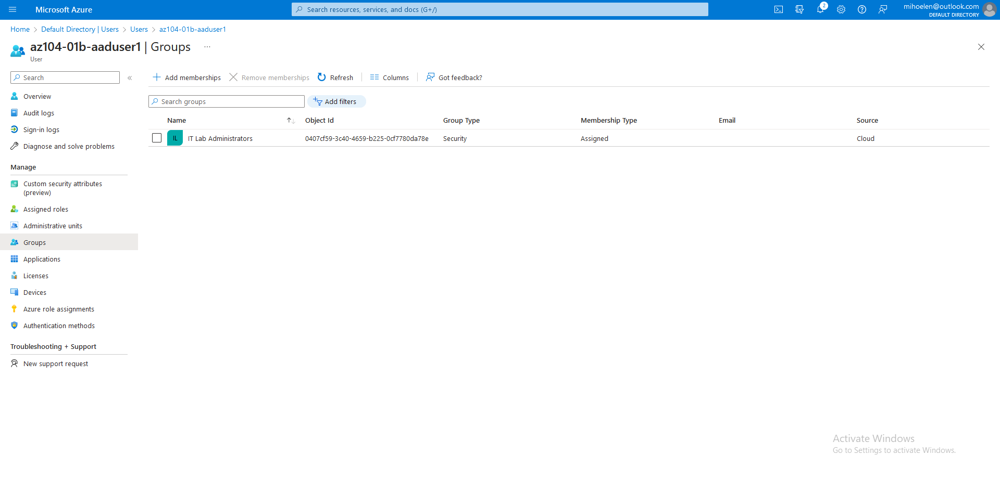 Microsoft Azure
Search resources, services, and docs (G+/)
2
mihoelen@outlook.com
DEFAULT DIRECTORY
Home > Default Directory | Users > Users > az104-01b-aaduser1
az104-01b-aaduser1 | Groups ...
User
Search
«
Add memberships
Remove memberships
Refresh
Columns
Got feedback?
Overview
Audit logs
Sign-in logs
Diagnose and solve problems
Manage
Custom security attributes
(preview)
Assigned roles
Administrative units
Groups
Applications
Licenses
Devices
Azure role assignments
Authentication methods
Troubleshooting + Support
New support request
Search groups
Add filters
Name ↑↓ Object Id Group Type Membership Type Email Source
IL IT Lab Administrators 0407cf59-3c40-4659-b225-0cf7780da78e Security Assigned Cloud
Activate Windows
Go to Settings to activate Windows.